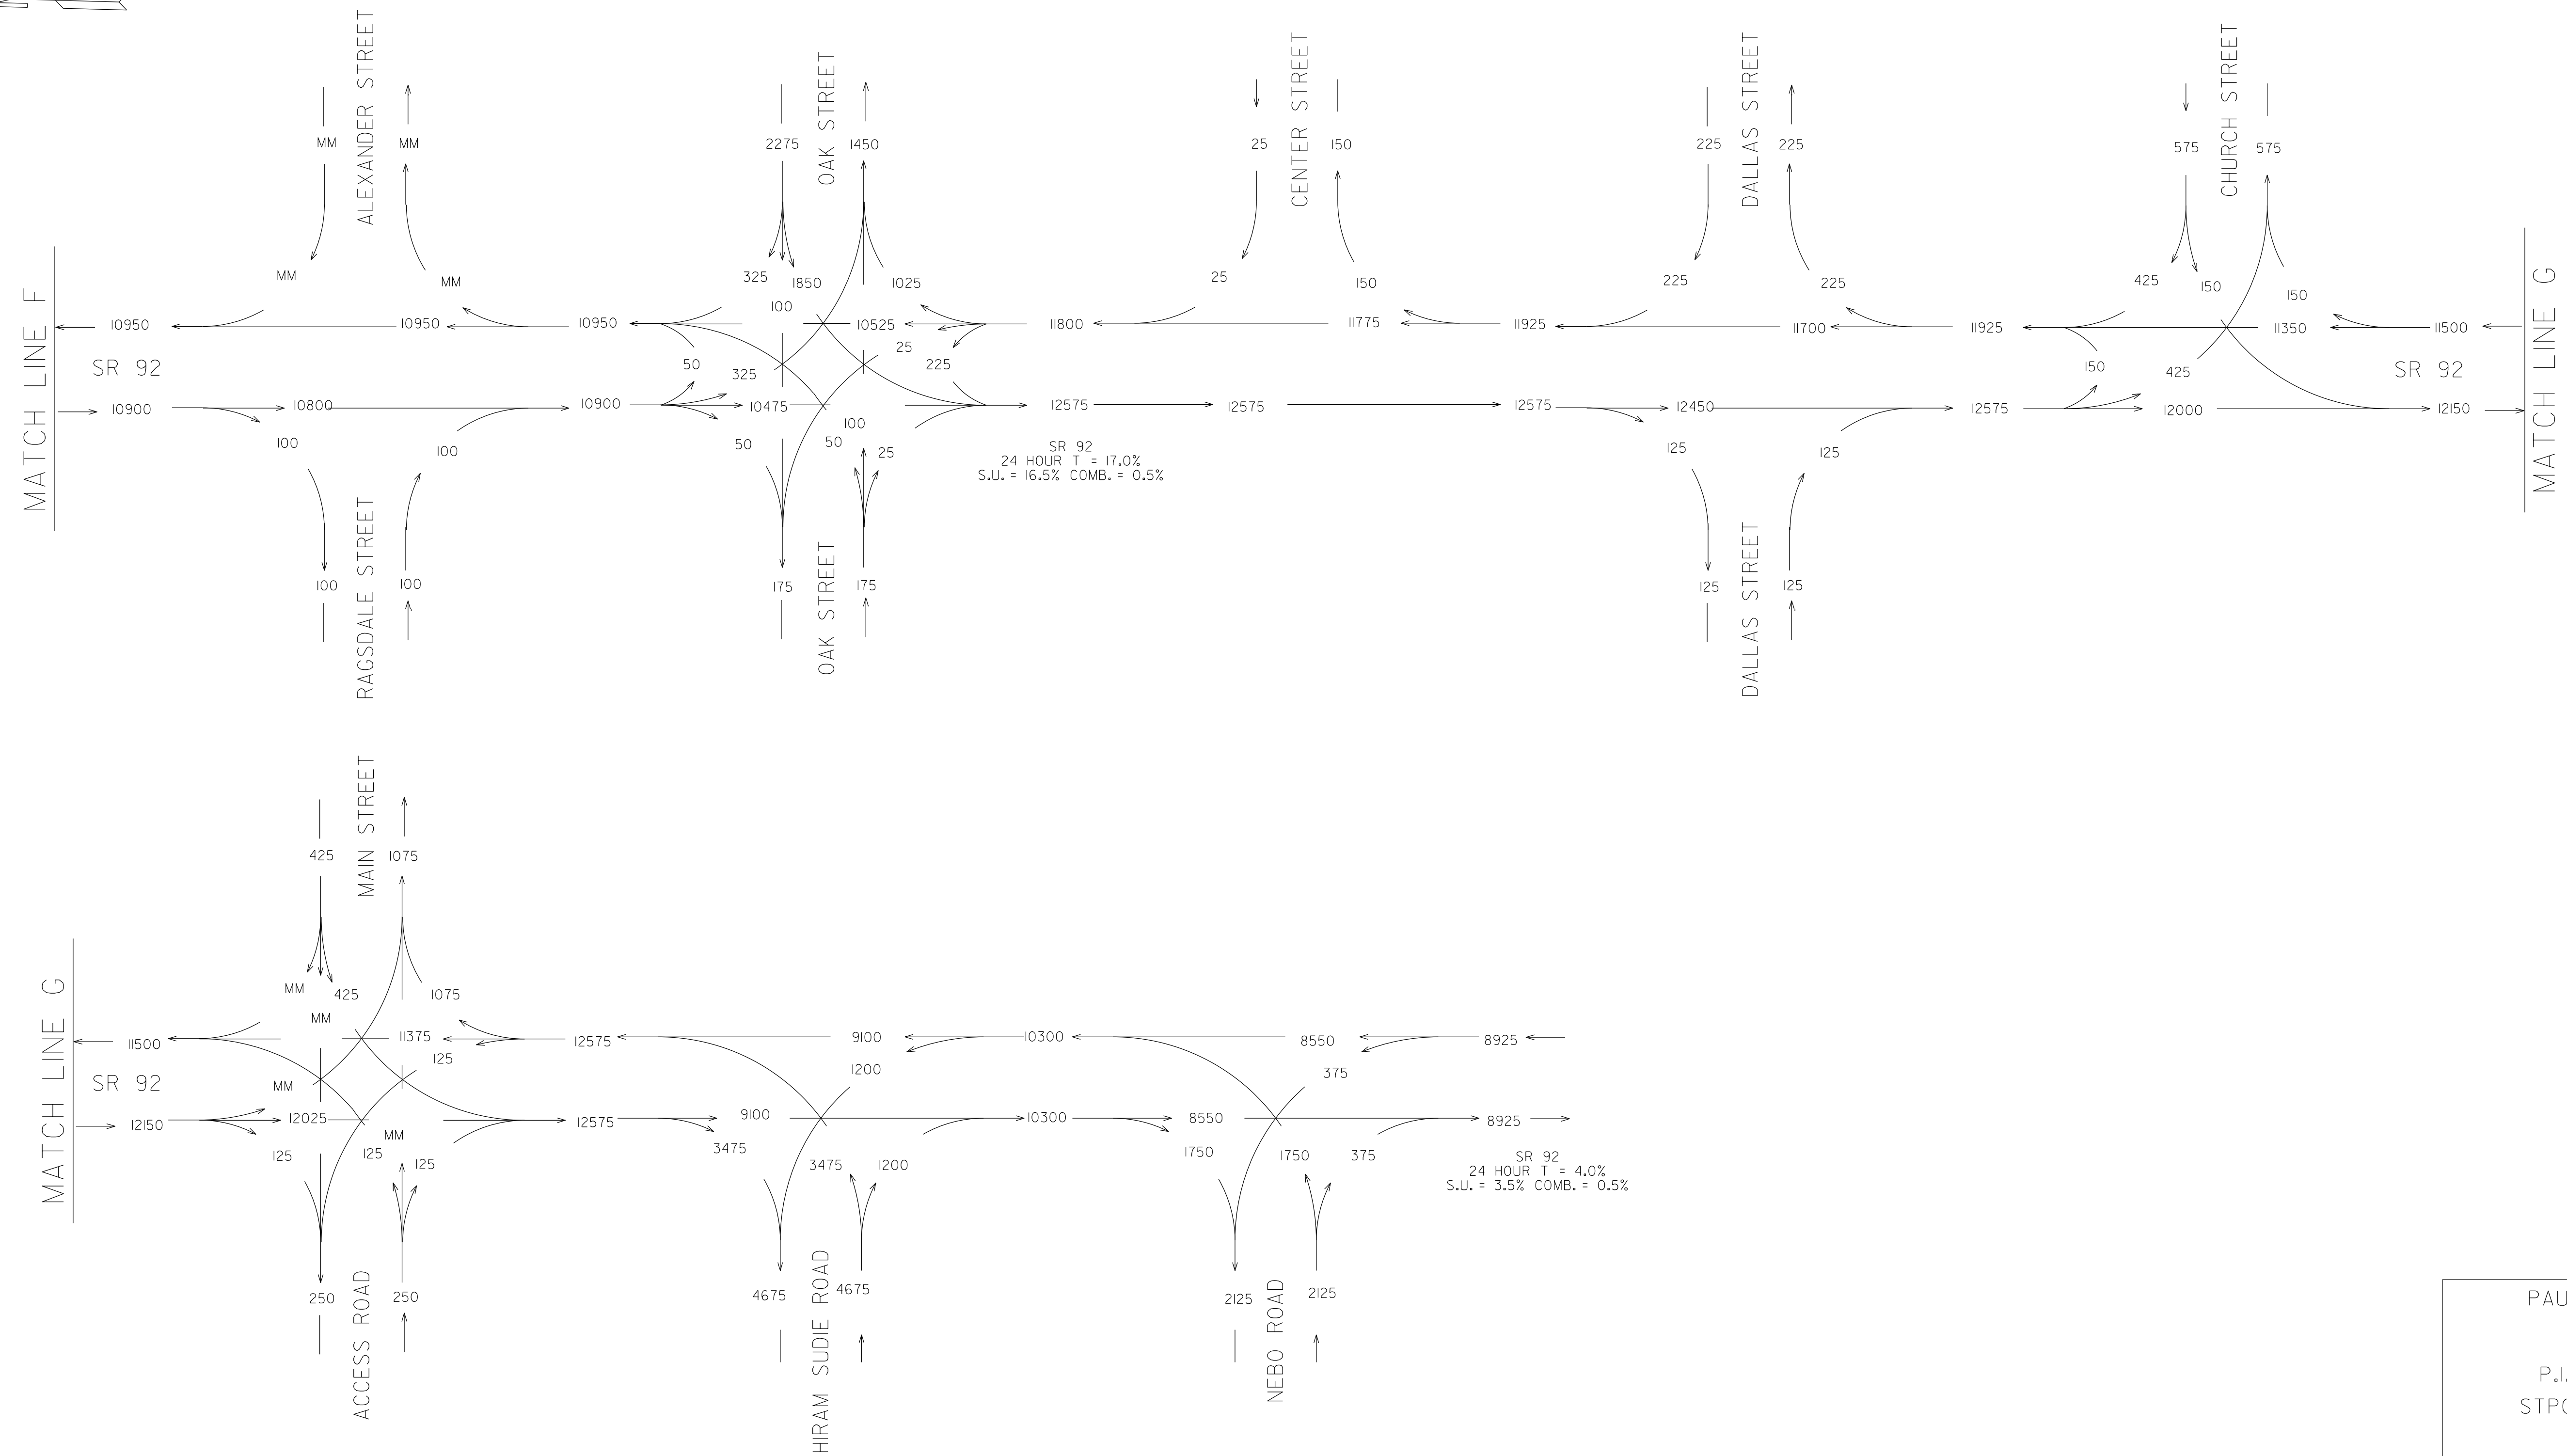 ALEXANDER STREET
OAK STREET
CENTER STREET
DALLAS STREET
CHURCH STREET
MM
MM
2275
1450
25
150
225
225
575
575
MM
MM
325
1850
100
1025
25
150
225
225
425
150
150
MATCH LINE F
10950
10950
10950
10525
11800
11775
11925
11700
11925
11350
11500
MATCH LINE G
SR 92
50
325
25
225
150
425
SR 92
10900
10800
10900
10475
12575
12575
12575
12450
12575
12000
12150
100
100
50
50
100
25
125
125
SR 92
24 HOUR T = 17.0%
S.U. = 16.5% COMB. = 0.5%
RAGSDALE STREET
100
100
OAK STREET
175
175
DALLAS STREET
125
125
MAIN STREET
425
1075
MM
425
1075
MM
MATCH LINE G
11500
11375
12575
9100
10300
8550
8925
SR 92
MM
125
1200
375
12150
12025
12575
9100
10300
8550
8925
125
125
MM
125
3475
3475
1200
1750
1750
375
SR 92
24 HOUR T = 4.0%
S.U. = 3.5% COMB. = 0.5%
ACCESS ROAD
250
250
HIRAM SUDIE ROAD
4675
4675
NEBO ROAD
2125
2125
PAU
P.I.
STP